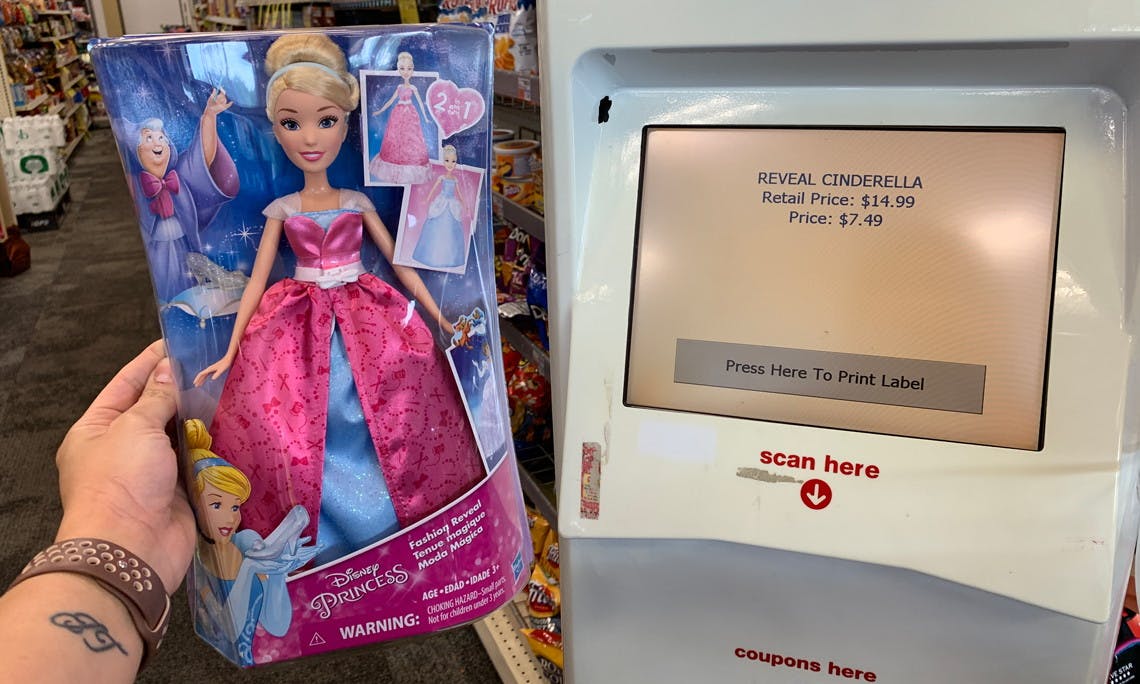 2 in 1
Fashion Reveal
Tenue magique
Moda Mágica
Disney
PRINCESS
AGE • EDAD • IDADE 3+
WARNING:
CHOKING HAZARD–Small parts.
Not for children under 3 years.
Hasbro
REVEAL CINDERELLA
Retail Price: $14.99
Price: $7.49
Press Here To Print Label
scan here
coupons here